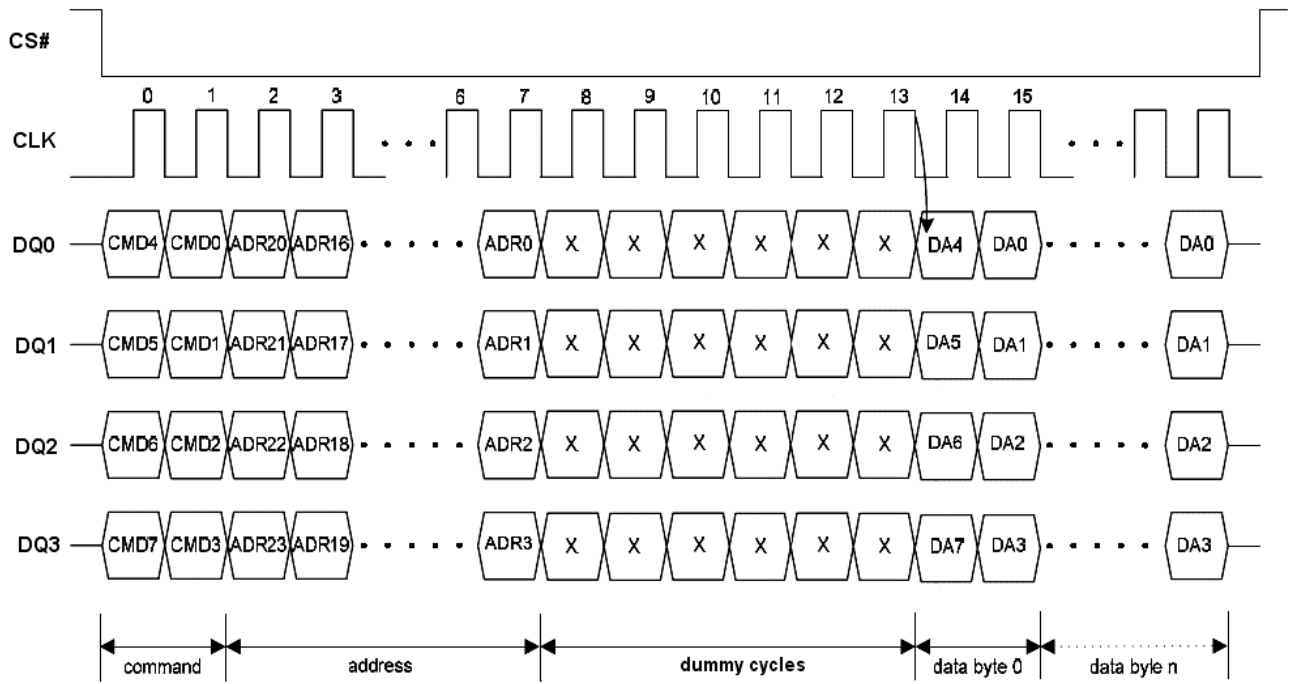 CS#
0 1 2 3 6 7 8 9 10 11 12 13 14 15
CLK
DQ0 CMD4 CMD0 ADR20 ADR16 ADR0 X X X X X X DA4 DA0 DA0
DQ1 CMD5 CMD1 ADR21 ADR17 ADR1 X X X X X X DA5 DA1 DA1
DQ2 CMD6 CMD2 ADR22 ADR18 ADR2 X X X X X X DA6 DA2 DA2
DQ3 CMD7 CMD3 ADR23 ADR19 ADR3 X X X X X X DA7 DA3 DA3
command address dummy cycles data byte 0 data byle n